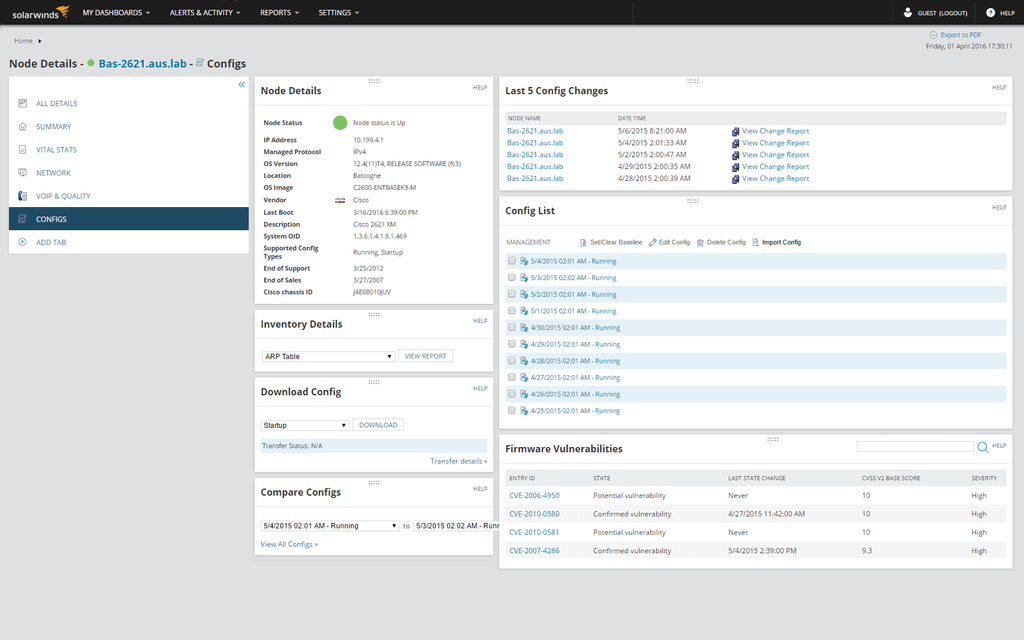 solarwinds MY DASHBOARDS ALERTS & ACTIVITY REPORTS SETTINGS GUEST (LOGOUT) ? HELP
Home
Export to PDF
Friday, 01 April 2016 17:30:11
Node Details - Bas-2621.aus.lab - Configs
«
ALL DETAILS
SUMMARY
VITAL STATS
NETWORK
VOIP & QUALITY
CONFIGS
ADD TAB
Node Details HELP
Node Status Node status is Up
IP Address 10.199.4.1
Managed Protocol IPv4
OS Version 12.4(11)T4, RELEASE SOFTWARE (fc3)
Location Bastogne
OS Image C2600-ENTBASEK9-M
Vendor Cisco
Last Boot 3/16/2016 6:39:00 PM
Description Cisco 2621 XM
System OID 1.3.6.1.4.1.9.1.469
Supported Config Running, Startup
Types
End of Support 3/25/2012
End of Sales 3/27/2007
Cisco chassis ID JAE08010JUV
Inventory Details HELP
ARP Table VIEW REPORT
Download Config HELP
Startup DOWNLOAD
Transfer Status: N/A
Transfer details »
Compare Configs HELP
5/4/2015 02:01 AM - Running to 5/3/2015 02:02 AM - Runn
View All Configs »
Last 5 Config Changes HELP
NODE NAME DATE TIME
Bas-2621.aus.lab 5/6/2015 8:21:00 AM View Change Report
Bas-2621.aus.lab 5/4/2015 2:01:33 AM View Change Report
Bas-2621.aus.lab 5/2/2015 2:00:47 AM View Change Report
Bas-2621.aus.lab 4/29/2015 2:00:35 AM View Change Report
Bas-2621.aus.lab 4/28/2015 2:00:39 AM View Change Report
Config List HELP
MANAGEMENT Set/Clear Baseline Edit Config Delete Config Import Config
5/4/2015 02:01 AM - Running
5/3/2015 02:02 AM - Running
5/2/2015 02:01 AM - Running
5/1/2015 02:01 AM - Running
4/30/2015 02:01 AM - Running
4/29/2015 02:01 AM - Running
4/28/2015 02:01 AM - Running
4/27/2015 02:01 AM - Running
4/26/2015 02:01 AM - Running
4/25/2015 02:01 AM - Running
Firmware Vulnerabilities HELP
ENTRY ID STATE LAST STATE CHANGE CVSS V2 BASE SCORE SEVERITY
CVE-2006-4950 Potential vulnerability Never 10 High
CVE-2010-0580 Confirmed vulnerability 4/27/2015 11:42:00 AM 10 High
CVE-2010-0581 Potential vulnerability Never 10 High
CVE-2007-4286 Confirmed vulnerability 5/4/2015 2:39:00 PM 9.3 High